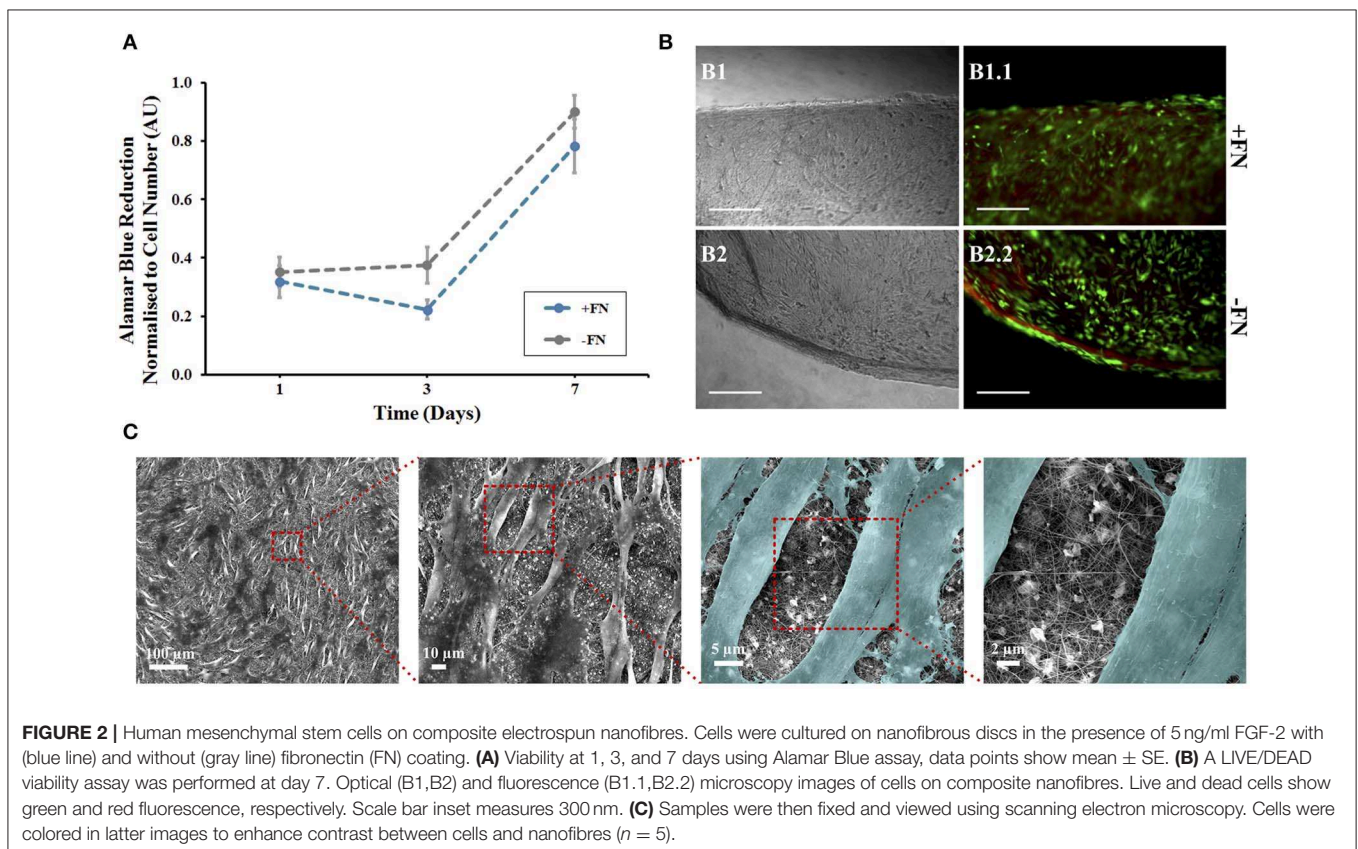 A
Alamar Blue Reduction
Normalised to Cell Number (AU)
1.0
0.8
0.6
0.4
0.2
0.0
1
3
7
Time (Days)
+FN
-FN
B
B1
B1.1
+FN
B2
B2.2
-FN
C
100 µm
10 µm
5 µm
2 µm
FIGURE 2 | Human mesenchymal stem cells on composite electrospun nanofibres. Cells were cultured on nanofibrous discs in the presence of 5 ng/ml FGF-2 with
(blue line) and without (gray line) fibronectin (FN) coating. (A) Viability at 1, 3, and 7 days using Alamar Blue assay, data points show mean ± SE. (B) A LIVE/DEAD
viability assay was performed at day 7. Optical (B1,B2) and fluorescence (B1.1,B2.2) microscopy images of cells on composite nanofibres. Live and dead cells show
green and red fluorescence, respectively. Scale bar inset measures 300 nm. (C) Samples were then fixed and viewed using scanning electron microscopy. Cells were
colored in latter images to enhance contrast between cells and nanofibres (n = 5).